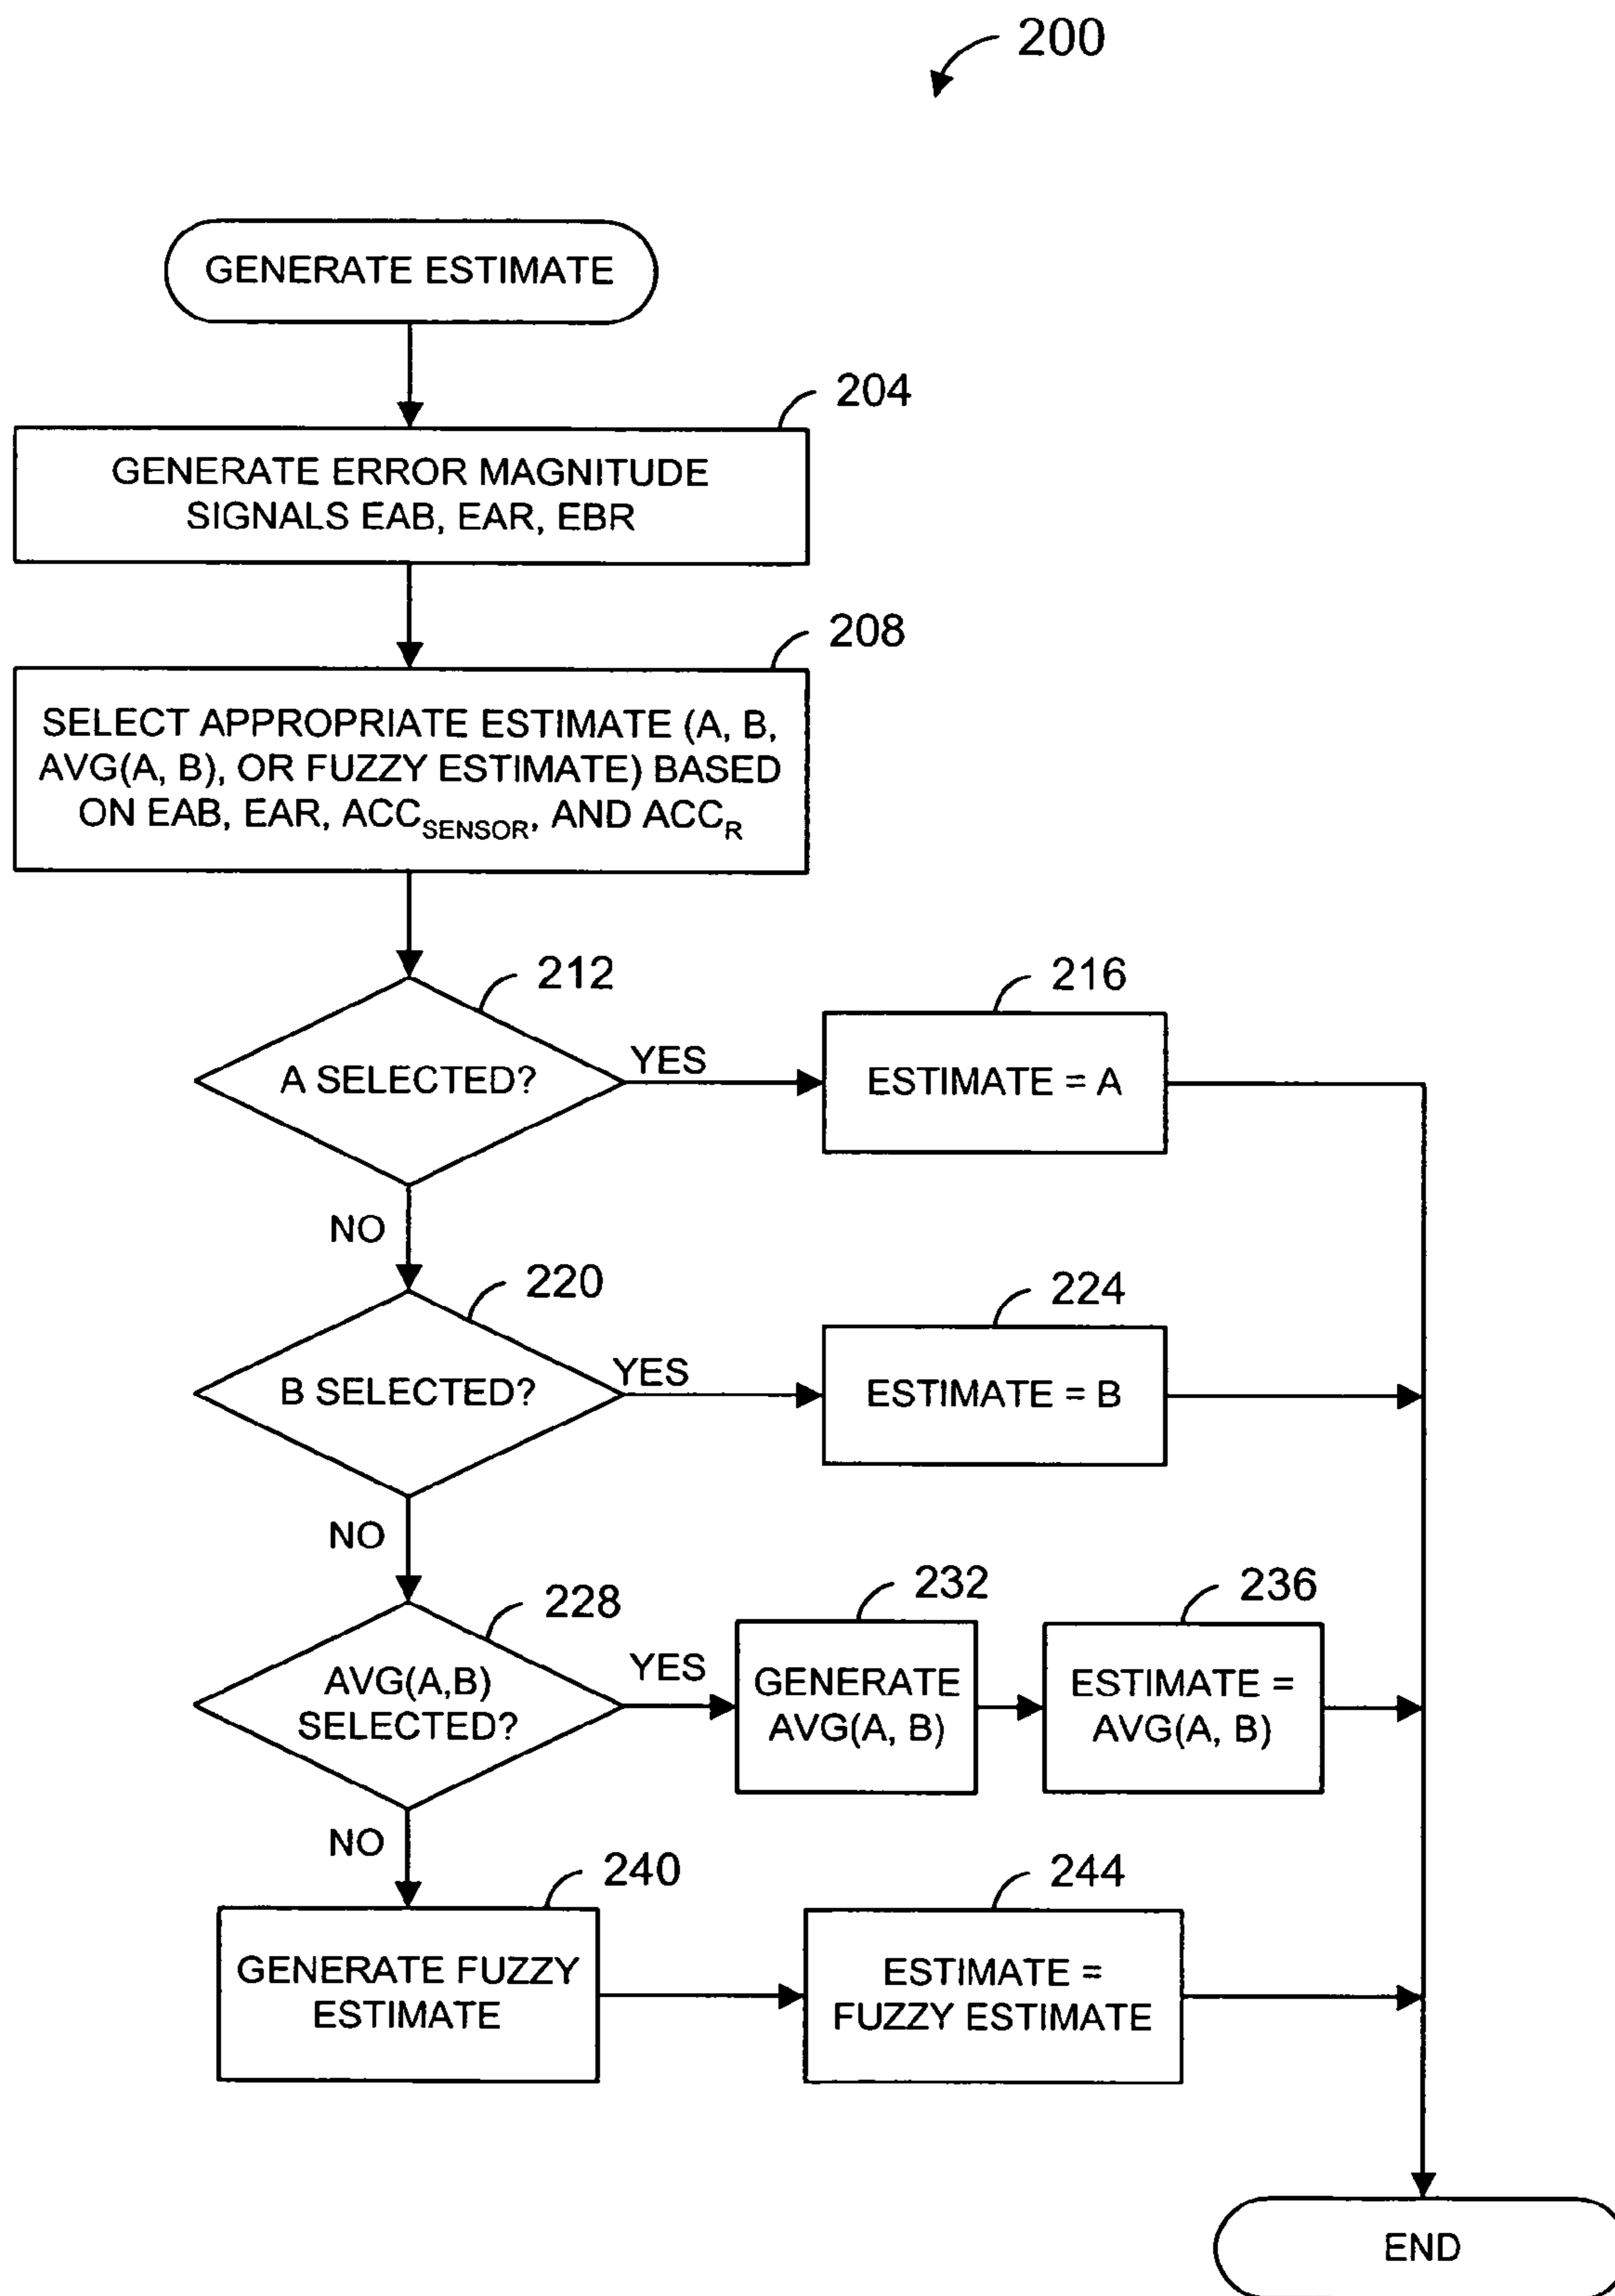 200
GENERATE ESTIMATE
204
GENERATE ERROR MAGNITUDE
SIGNALS EAB, EAR, EBR
208
SELECT APPROPRIATE ESTIMATE (A, B,
AVG(A, B), OR FUZZY ESTIMATE) BASED
ON EAB, EAR, ACC_SENSOR, AND ACC_R
212
A SELECTED?
YES
216
ESTIMATE = A
NO
220
B SELECTED?
YES
224
ESTIMATE = B
NO
228
AVG(A,B)
SELECTED?
YES
232
GENERATE
AVG(A, B)
236
ESTIMATE =
AVG(A, B)
NO
240
GENERATE FUZZY
ESTIMATE
244
ESTIMATE =
FUZZY ESTIMATE
END